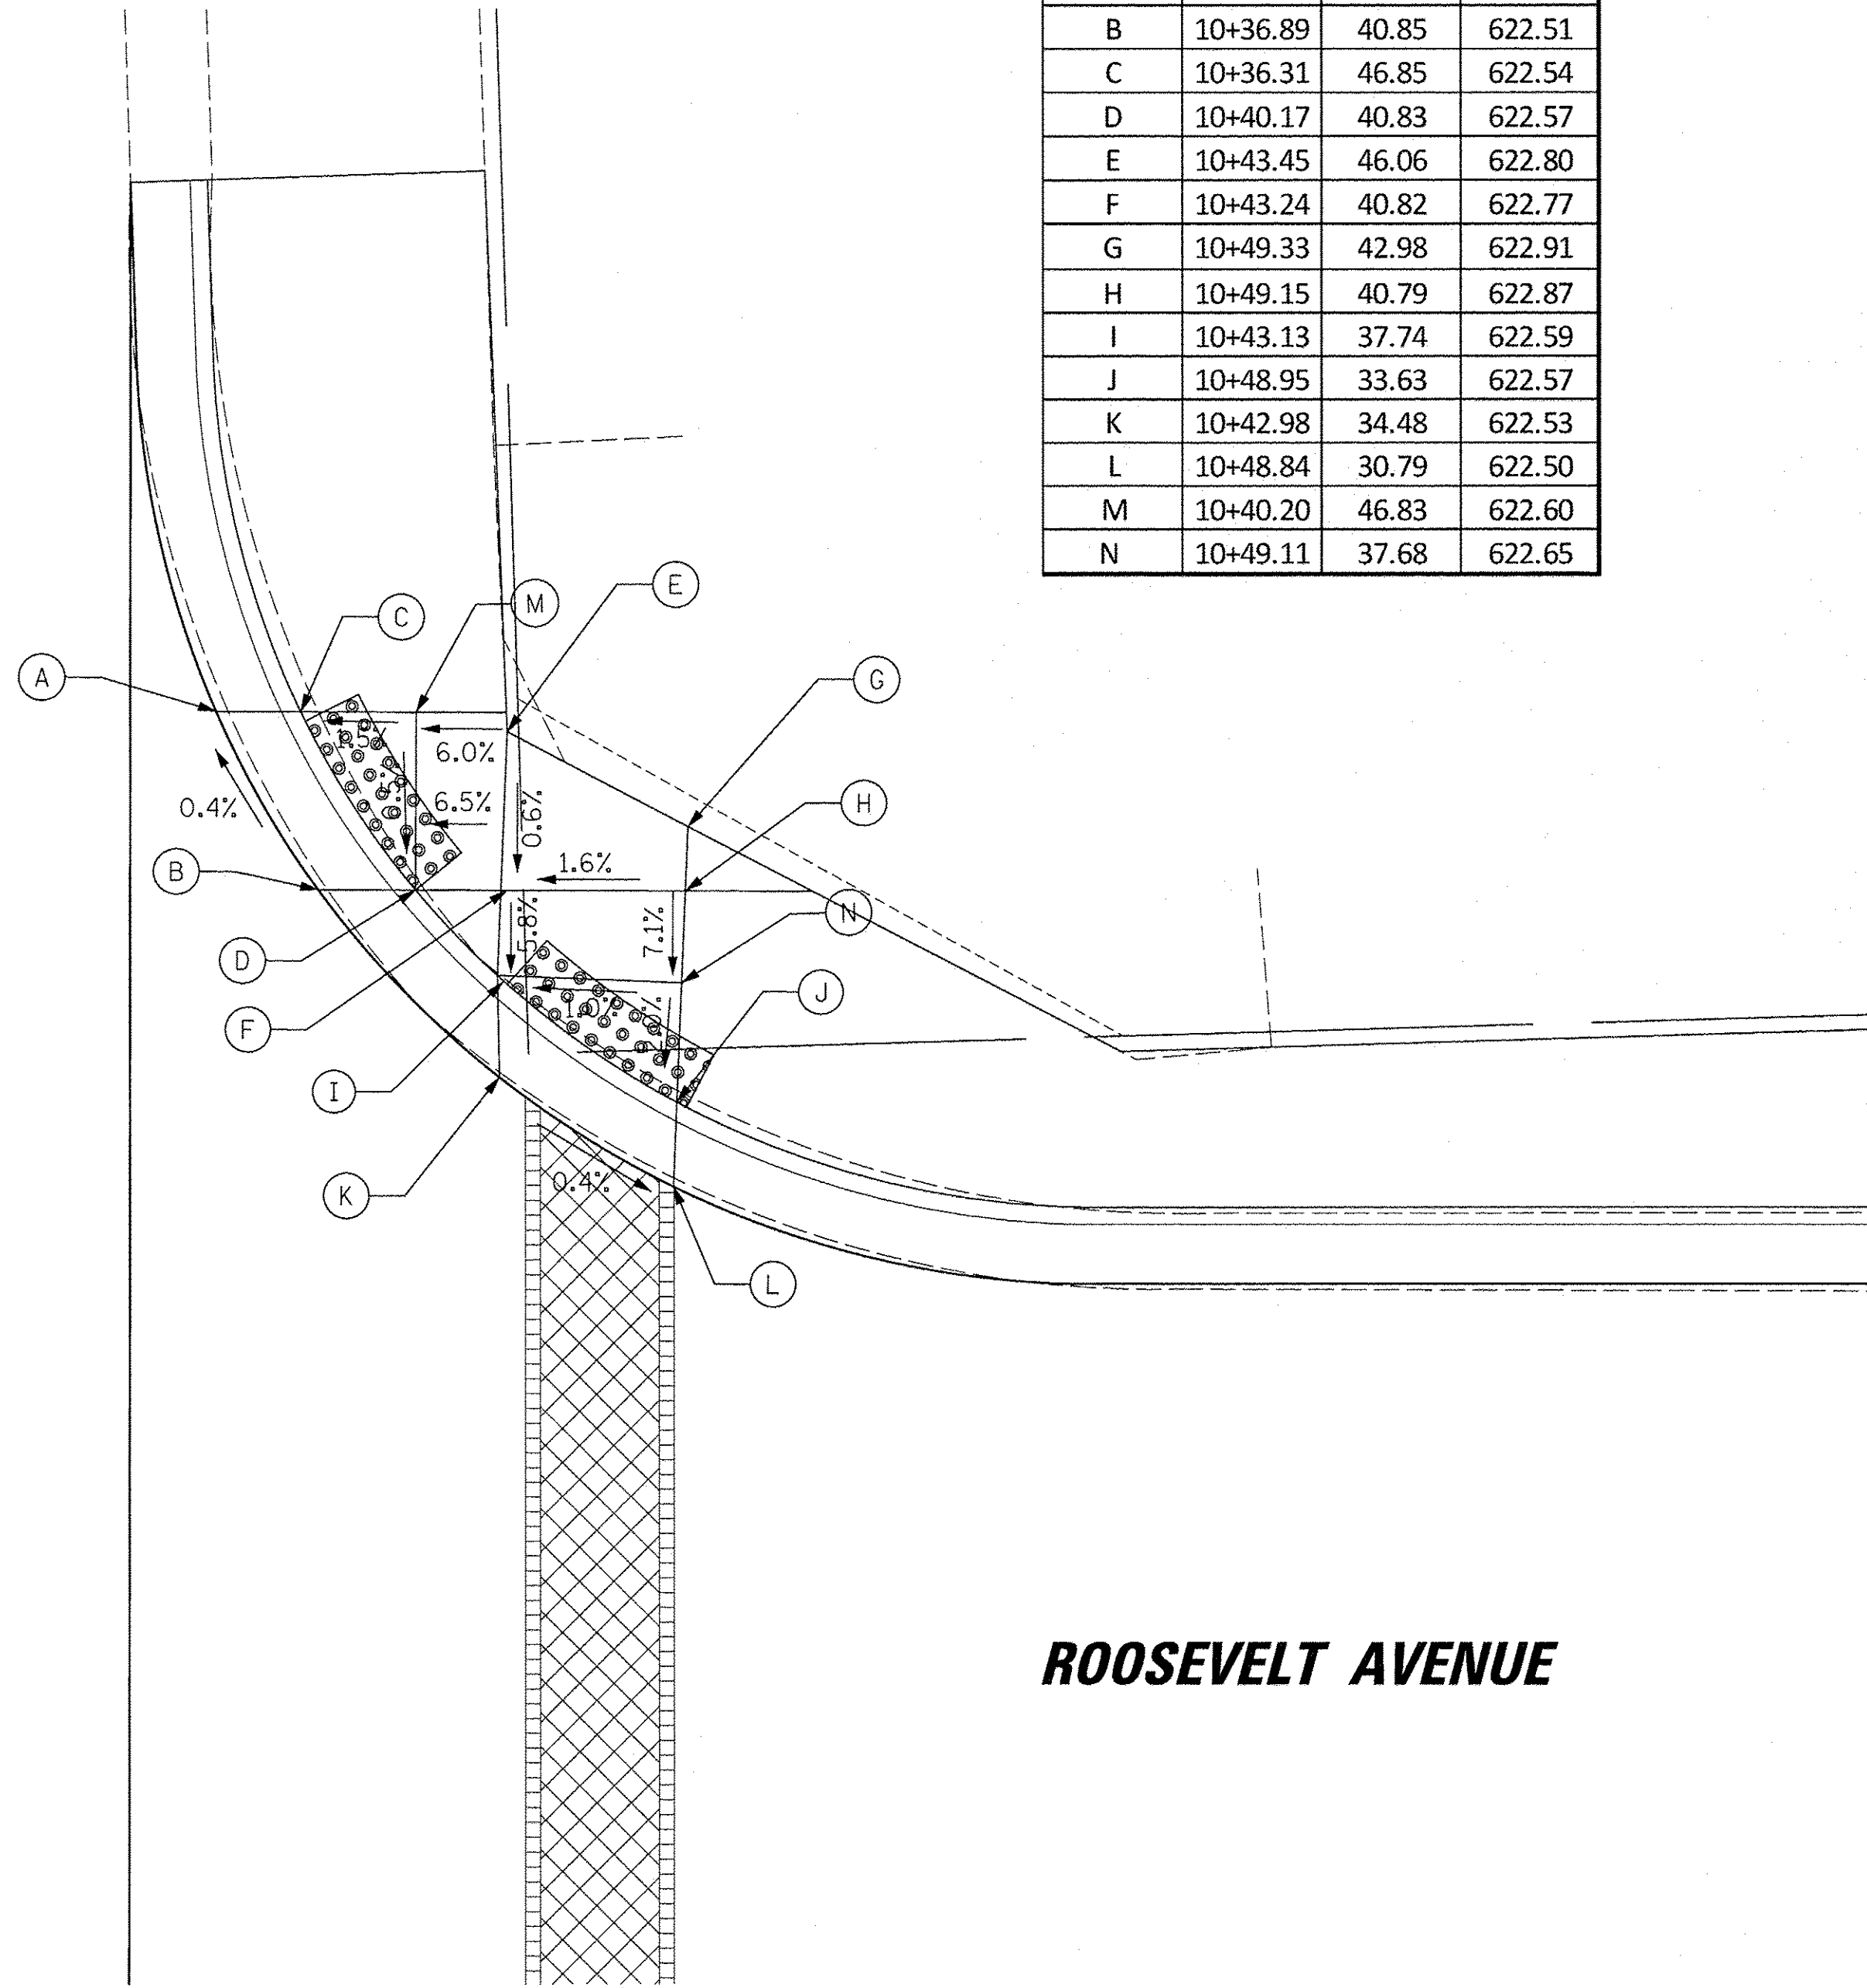 B 10+36.89 40.85 622.51
C 10+36.31 46.85 622.54
D 10+40.17 40.83 622.57
E 10+43.45 46.06 622.80
F 10+43.24 40.82 622.77
G 10+49.33 42.98 622.91
H 10+49.15 40.79 622.87
I 10+43.13 37.74 622.59
J 10+48.95 33.63 622.57
K 10+42.98 34.48 622.53
L 10+48.84 30.79 622.50
M 10+40.20 46.83 622.60
N 10+49.11 37.68 622.65
E
M
C
A
G
1.5%
6.0%
0.4%
6.5%
0.6%
H
B
1.6%
5.8%
7.1%
N
D
F
J
I
K
0.4%
L
ROOSEVELT AVENUE